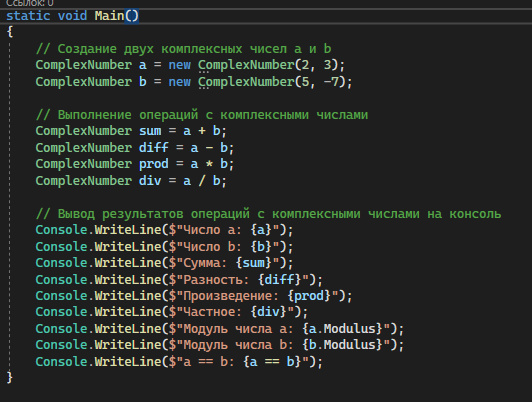 Ссылок: 0
static void Main()
{
// Создание двух комплексных чисел a и b
ComplexNumber a = new ComplexNumber(2, 3);
ComplexNumber b = new ComplexNumber(5, -7);
// Выполнение операций с комплексными числами
ComplexNumber sum = a + b;
ComplexNumber diff = a - b;
ComplexNumber prod = a * b;
ComplexNumber div = a / b;
// Вывод результатов операций с комплексными числами на консоль
Console.WriteLine($"Число a: {a}");
Console.WriteLine($"Число b: {b}");
Console.WriteLine($"Сумма: {sum}");
Console.WriteLine($"Разность: {diff}");
Console.WriteLine($"Произведение: {prod}");
Console.WriteLine($"Частное: {div}");
Console.WriteLine($"Модуль числа a: {a.Modulus}");
Console.WriteLine($"Модуль числа b: {b.Modulus}");
Console.WriteLine($"a == b: {a == b}");
}